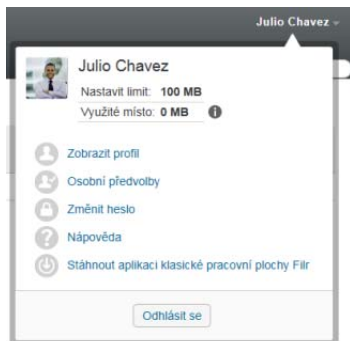 Julio Chavez
Julio Chavez
Nastavit limit: 100 MB
Využité místo: 0 MB
Zobrazit profil
Osobní předvolby
Změnit heslo
Nápověda
Stáhnout aplikaci klasické pracovní plochy Filr
Odhlásit se